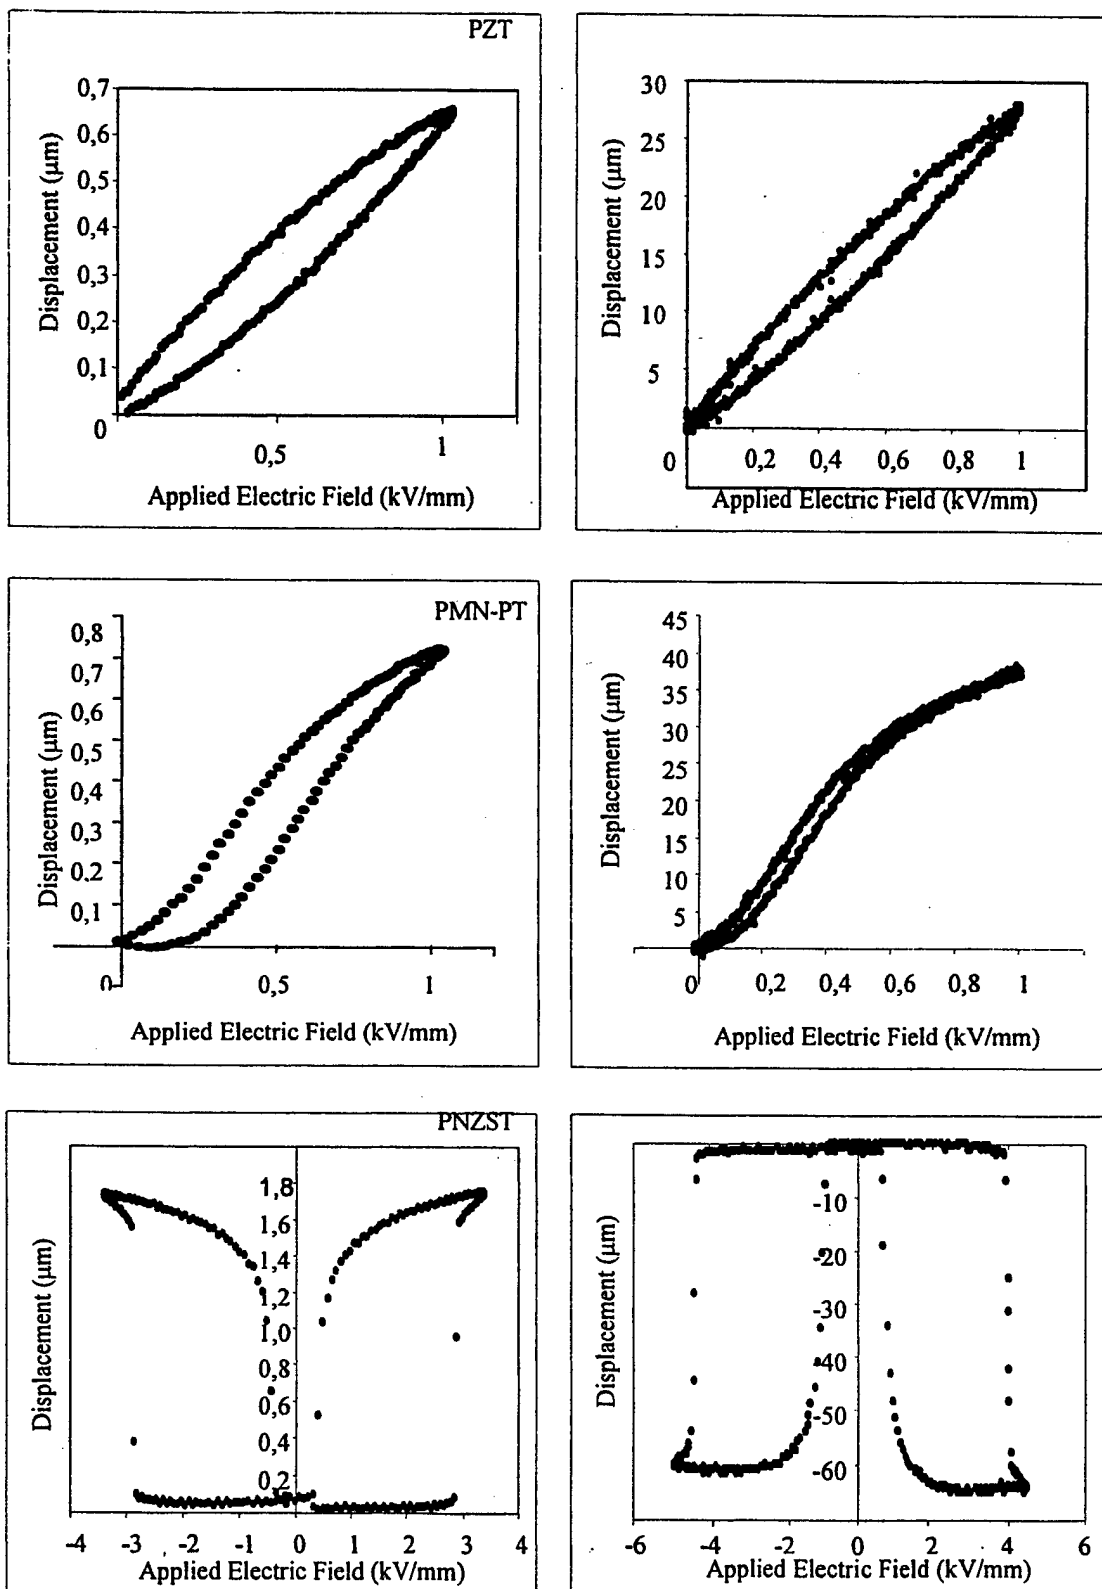 PZT
0,7
0,6
0,5
0,4
0,3
0,2
0,1
0
0,5
1
Displacement (μm)
Applied Electric Field (kV/mm)
30
25
20
15
10
5
0
0,2 0,4 0,6 0,8 1
Displacement (μm)
Applied Electric Field (kV/mm)
PMN-PT
0,8
0,7
0,6
0,5
0,4
0,3
0,2
0,1
0
0,5
1
Displacement (μm)
Applied Electric Field (kV/mm)
45
40
35
30
25
20
15
10
5
0
0,2 0,4 0,6 0,8 1
Displacement (μm)
Applied Electric Field (kV/mm)
PNZST
1,8
1,6
1,4
1,2
1,0
0,8
0,6
0,4
0,2
-4 -3 -2 -1 0 1 2 3 4
Displacement (μm)
Applied Electric Field (kV/mm)
-10
-20
-30
-40
-50
-60
-6 -4 -2 0 2 4 6
Displacement (μm)
Applied Electric Field (kV/mm)